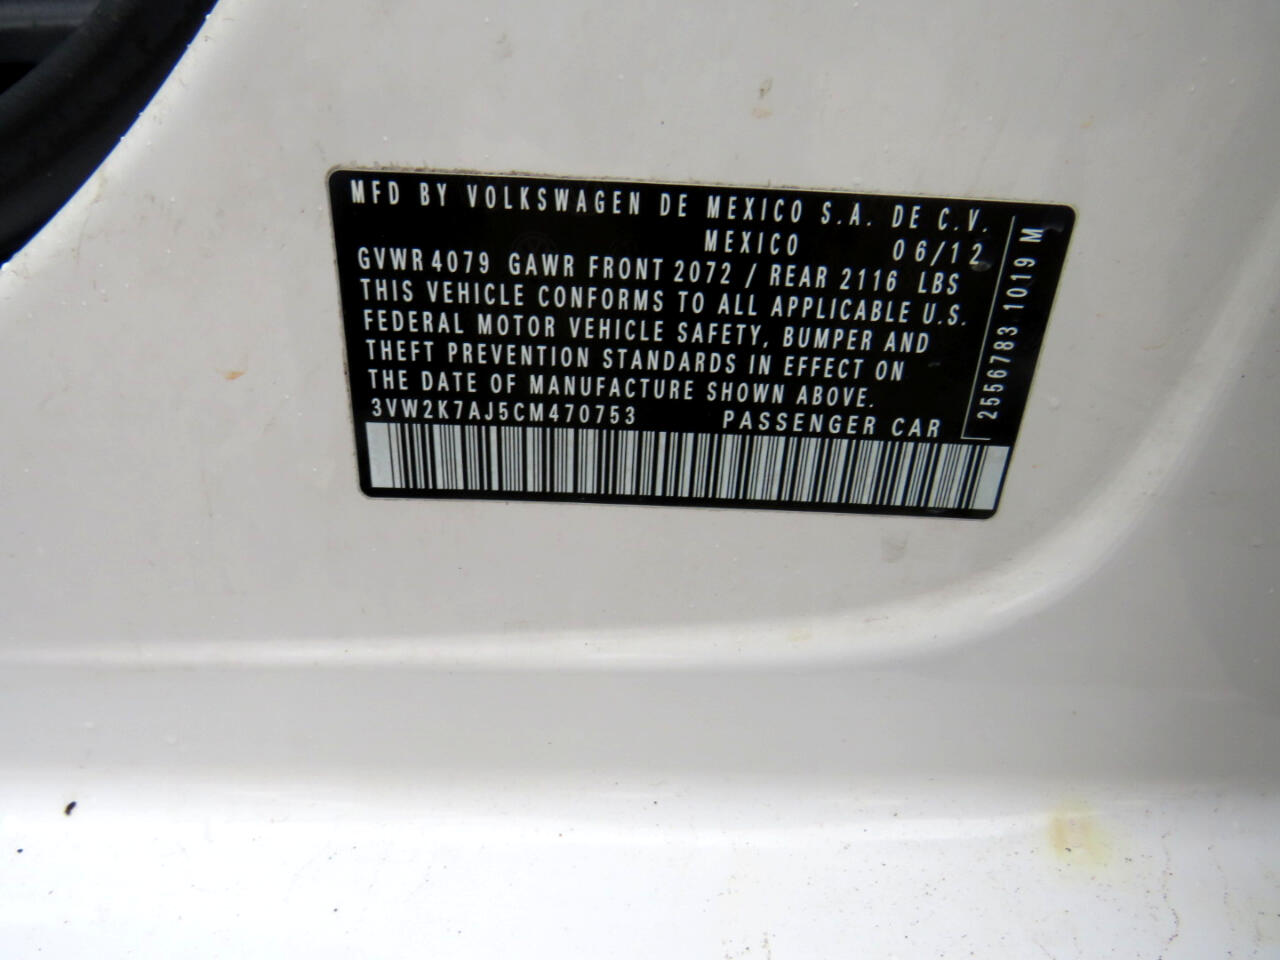 MFD BY VOLKSWAGEN DE MEXICO S.A. DE C.V.
MEXICO 06/12
GVWR 4079 GAWR FRONT 2072 / REAR 2116 LBS
THIS VEHICLE CONFORMS TO ALL APPLICABLE U.S.
FEDERAL MOTOR VEHICLE SAFETY, BUMPER AND
THEFT PREVENTION STANDARDS IN EFFECT ON
THE DATE OF MANUFACTURE SHOWN ABOVE.
3VW2K7AJ5CM470753 PASSENGER CAR
2556783 1019 M